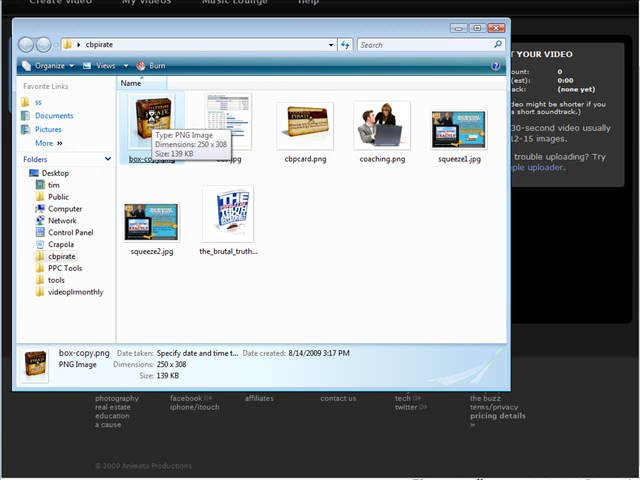 Create Video
My Videos
Music Lounge
Help
cbpirate
Search
Organize
Views
Burn
Name
Favorite Links
ss
Documents
Pictures
More »
Folders
Desktop
tim
Public
Computer
Network
Control Panel
Crapola
cbpirate
PPC Tools
tools
videoplrmonthly
box-copy.png
Type: PNG Image
Dimensions: 250 x 308
Size: 139 KB
cbpcard.png
coaching.png
squeeze1.jpg
squeeze2.jpg
the_brutal_truth...
box-copy.png
PNG Image
Date taken: Specify date and time t...
Dimensions: 250 x 308
Size: 139 KB
Date created: 8/14/2009 3:17 PM
T YOUR VIDEO
ount: 0
(est): 0:00
ack: (none yet)
video might be shorter if you
short soundtrack.)
30-second video usually
12-15 images.
trouble uploading? Try
ple uploader.
photography
real estate
education
a cause
facebook
iphone/itouch
affiliates
contact us
tech
twitter
the buzz
terms/privacy
pricing details
»
© 2009 Animoto Productions